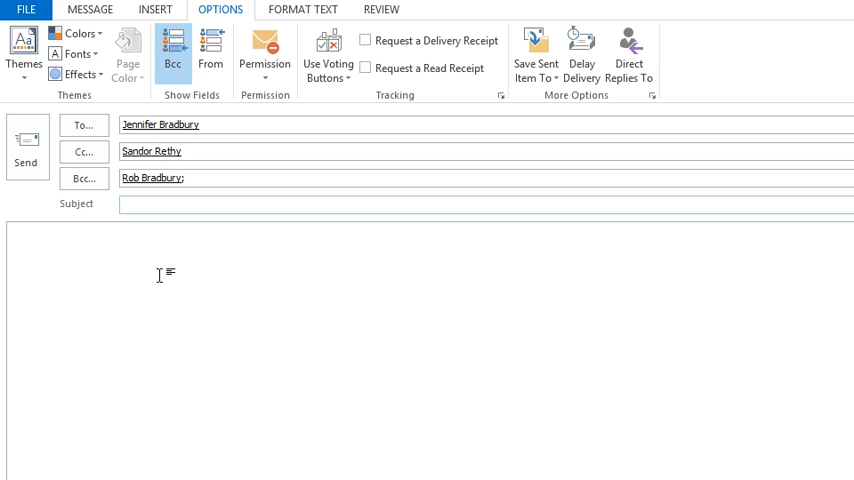 FILE MESSAGE INSERT OPTIONS FORMAT TEXT REVIEW
Aa
Themes
Colors
A Fonts
Effects
Page
Color
Bcc
From
Permission
Use Voting
Buttons
Request a Delivery Receipt
Request a Read Receipt
Save Sent
Item To
Delay
Delivery
Direct
Replies To
Themes Show Fields Permission Tracking More Options
Send
To... Jennifer Bradbury
Cc... Sandor Rethy
Bcc... Rob Bradbury;
Subject